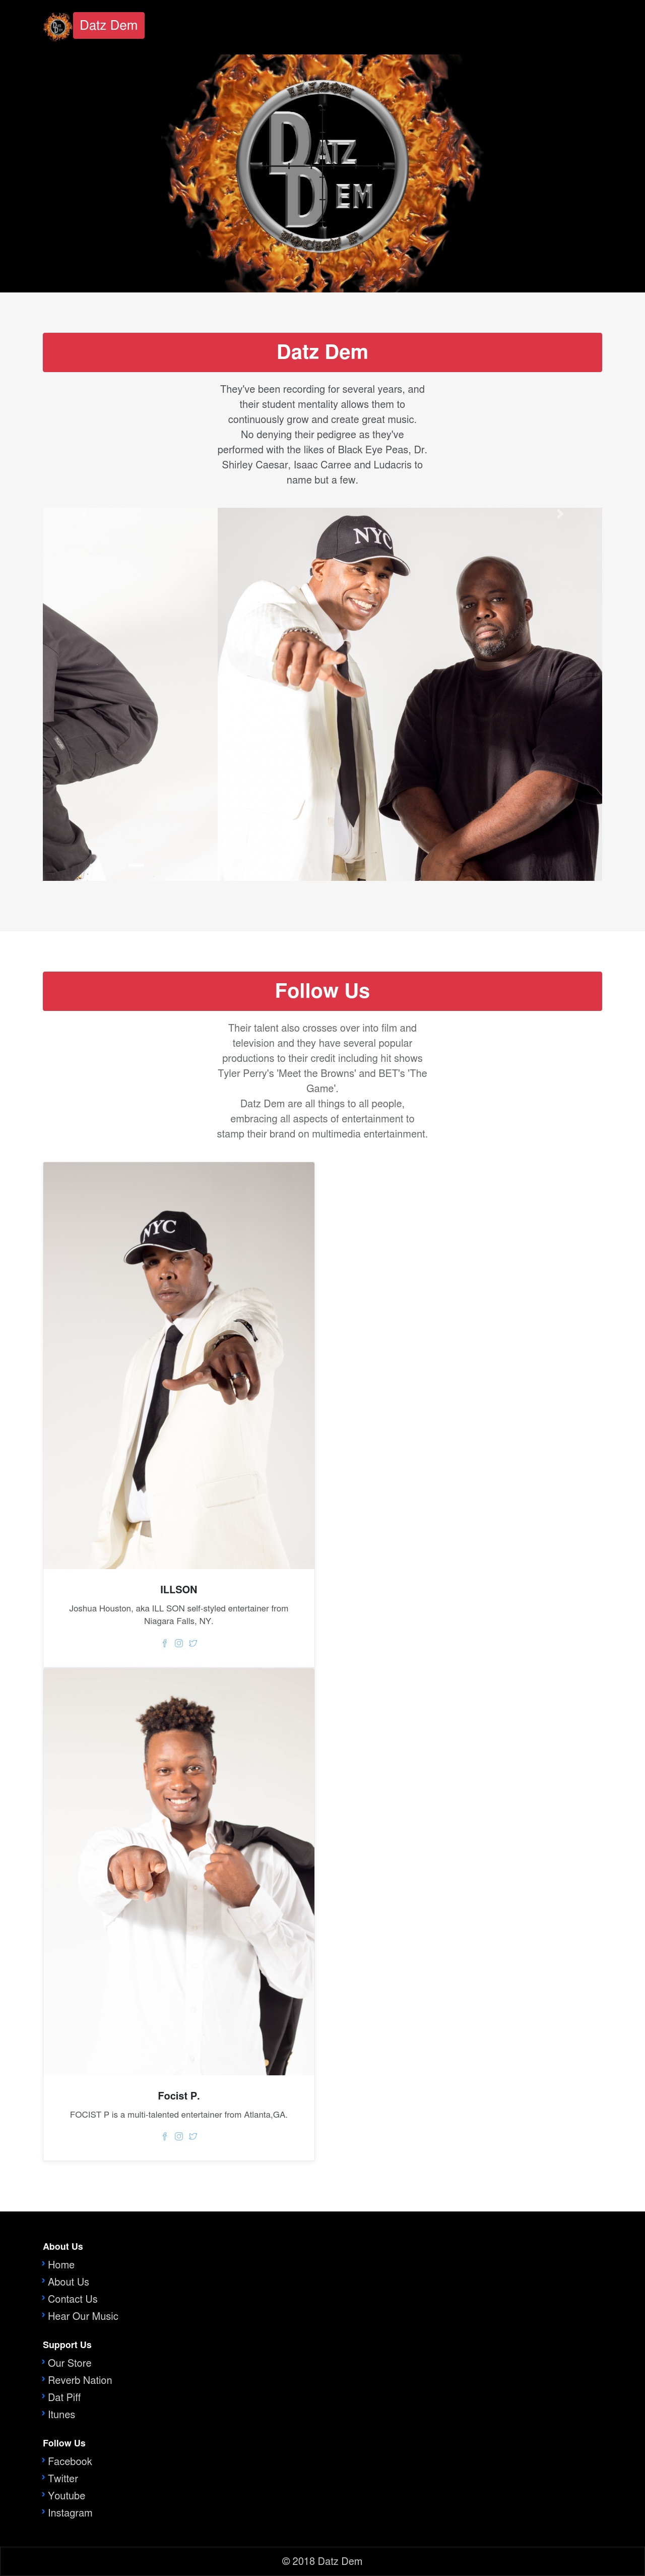 Datz Dem
ILLSON
DATZ
DEM
FOCIST P.
Datz Dem
They've been recording for several years, and
their student mentality allows them to
continuously grow and create great music.
No denying their pedigree as they've
performed with the likes of Black Eye Peas, Dr.
Shirley Caesar, Isaac Carree and Ludacris to
name but a few.
NYC
Follow Us
Their talent also crosses over into film and
television and they have several popular
productions to their credit including hit shows
Tyler Perry's 'Meet the Browns' and BET's 'The
Game'.
Datz Dem are all things to all people,
embracing all aspects of entertainment to
stamp their brand on multimedia entertainment.
NYC
ILLSON
Joshua Houston, aka ILL SON self-styled entertainer from
Niagara Falls, NY.
Focist P.
FOCIST P is a multi-talented entertainer from Atlanta,GA.
About Us
Home
About Us
Contact Us
Hear Our Music
Support Us
Our Store
Reverb Nation
Dat Piff
Itunes
Follow Us
Facebook
Twitter
Youtube
Instagram
© 2018 Datz Dem